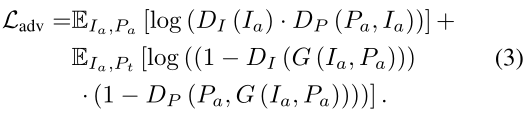 ℒ_adv = 𝔼_{I_a,P_a} [log (D_I (I_a) · D_P (P_a, I_a))] +
𝔼_{I_a,P_t} [log ((1 − D_I (G (I_a, P_a))) (3)
· (1 − D_P (P_a, G (I_a, P_a))))] .